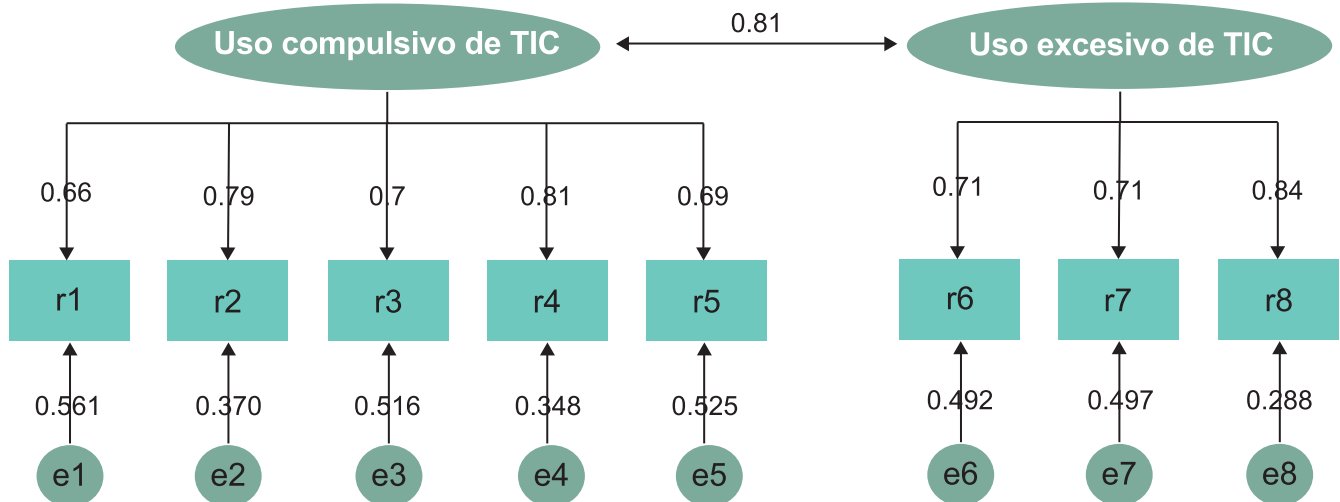 Uso compulsivo de TIC
0.81
Uso excesivo de TIC
0.66
0.79
0.7
0.81
0.69
0.71
0.71
0.84
r1
r2
r3
r4
r5
r6
r7
r8
0.561
0.370
0.516
0.348
0.525
0.492
0.497
0.288
e1
e2
e3
e4
e5
e6
e7
e8